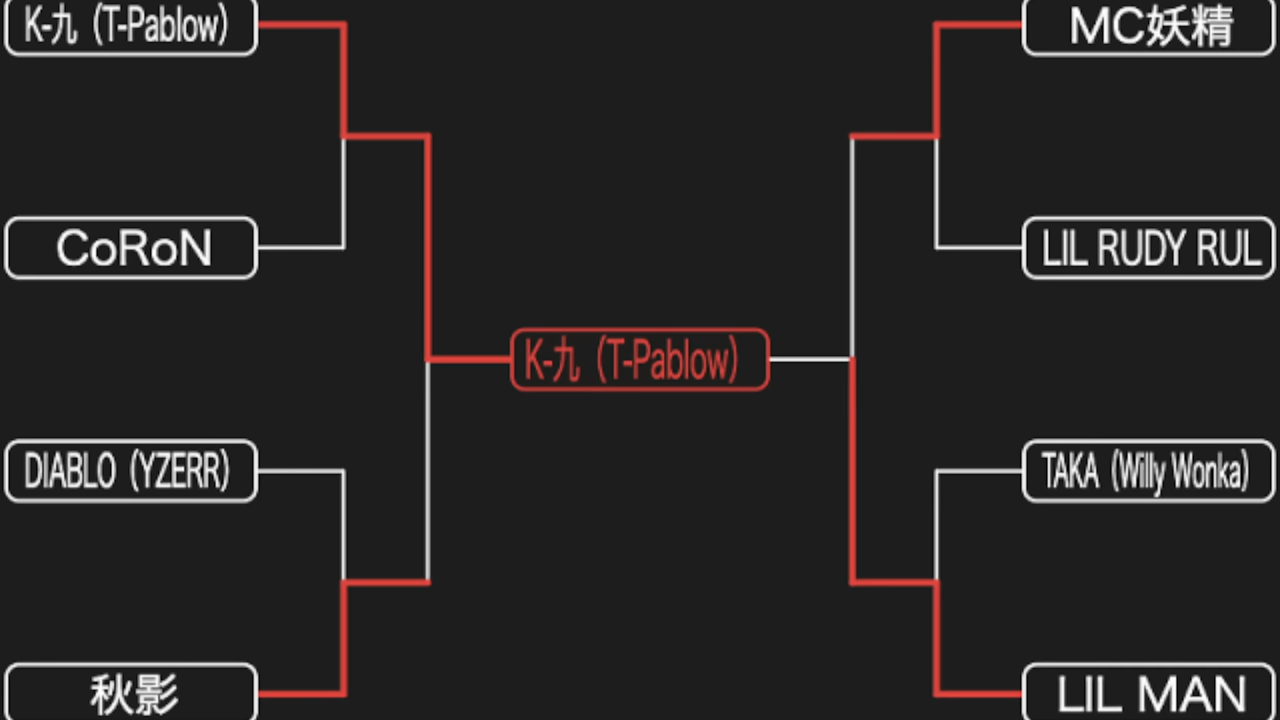 K-九（T-Pablow）
MC妖精
CoRoN
LIL RUDY RUL
K-九（T-Pablow）
DIABLO（YZERR）
TAKA（Willy Wonka）
秋影
LIL MAN